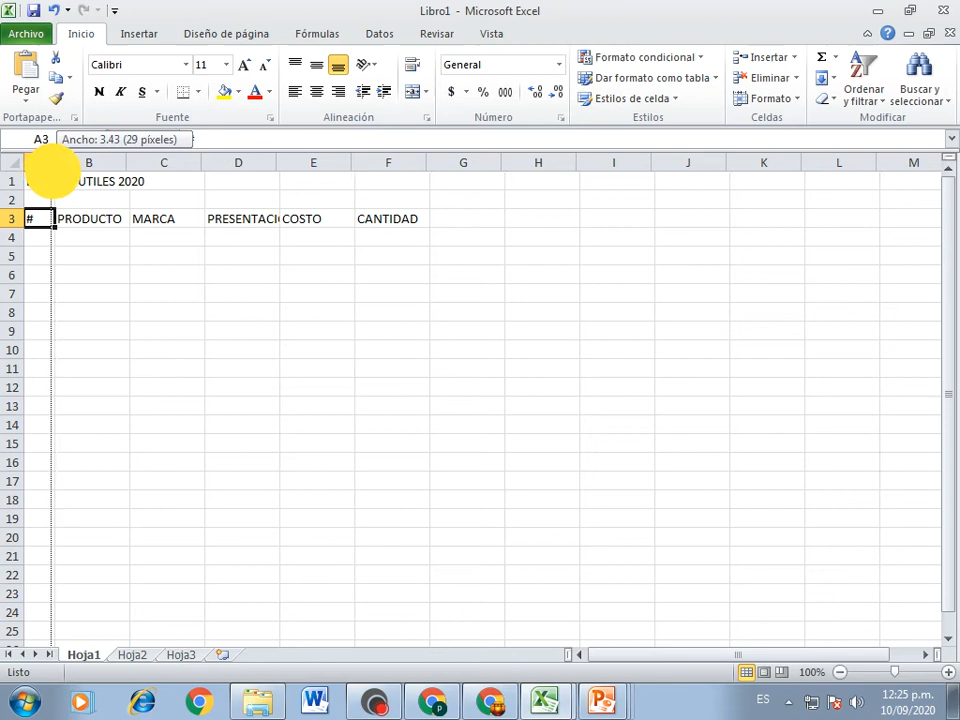 Libro1 - Microsoft Excel
Archivo Inicio Insertar Diseño de página Fórmulas Datos Revisar Vista
Calibri 11 General Formato condicional Insertar Σ
Pegar N K S $ % 000 Dar formato como tabla Eliminar Ordenar y filtrar Buscar y seleccionar
Estilos de celda Formato
Portapape... Fuente Alineación Número Estilos Celdas Modificar
A3 Ancho: 3.43 (29 píxeles)
B C D E F G H I J K L M
1 UTILES 2020
2
3 # PRODUCTO MARCA PRESENTACI COSTO CANTIDAD
4
5
6
7
8
9
10
11
12
13
14
15
16
17
18
19
20
21
22
23
24
25
Hoja1 Hoja2 Hoja3
Listo 100%
ES 12:25 p.m.
10/09/2020